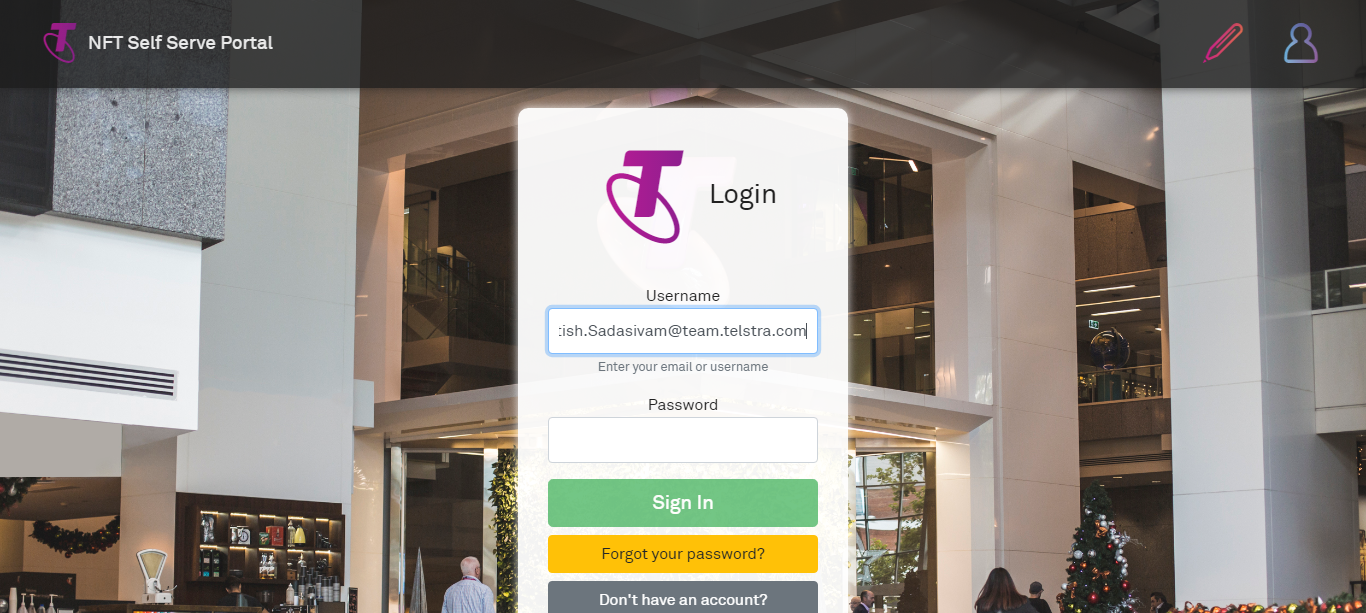 NFT Self Serve Portal
Login
Username
tish.Sadasivam@team.telstra.com
Enter your email or username
Password
Sign In
Forgot your password?
Don't have an account?